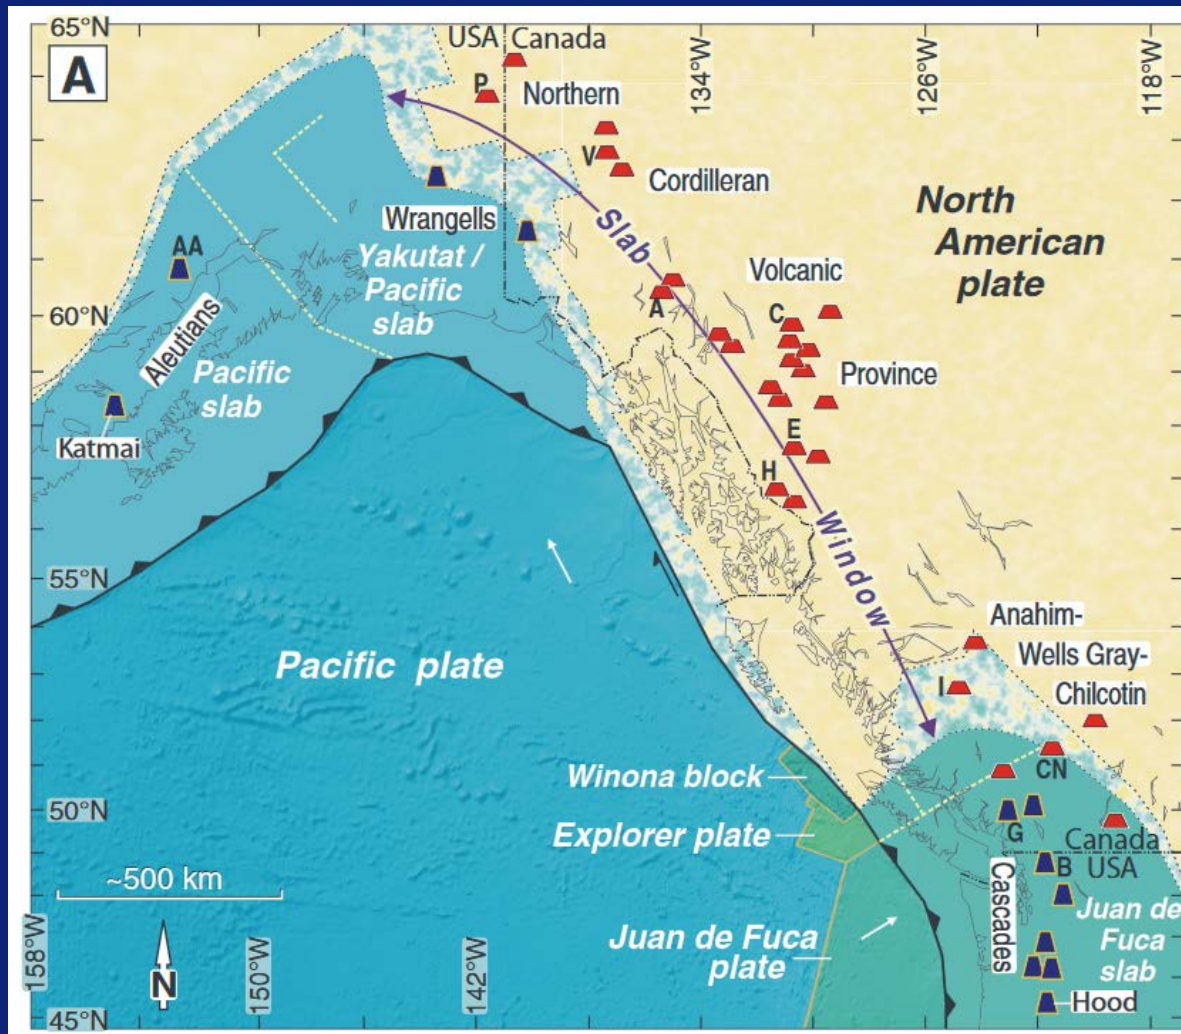 65°N
A
USA Canada
P
Northern
134°W
126°W
118°W
V
Cordilleran
Wrangells
North
American
plate
Slab
AA
Yakutat /
Pacific
slab
Volcanic
A
C
60°N
Aleutians
Pacific
slab
Province
Katmai
E
H
Window
55°N
Anahim-
Wells Gray-
Chilcotin
Pacific plate
I
CN
Winona block
50°N
Explorer plate
G
Canada
USA
B
~500 km
Cascades
Juan de
Fuca
slab
Juan de Fuca
plate
158°W
N
150°W
142°W
Hood
45°N